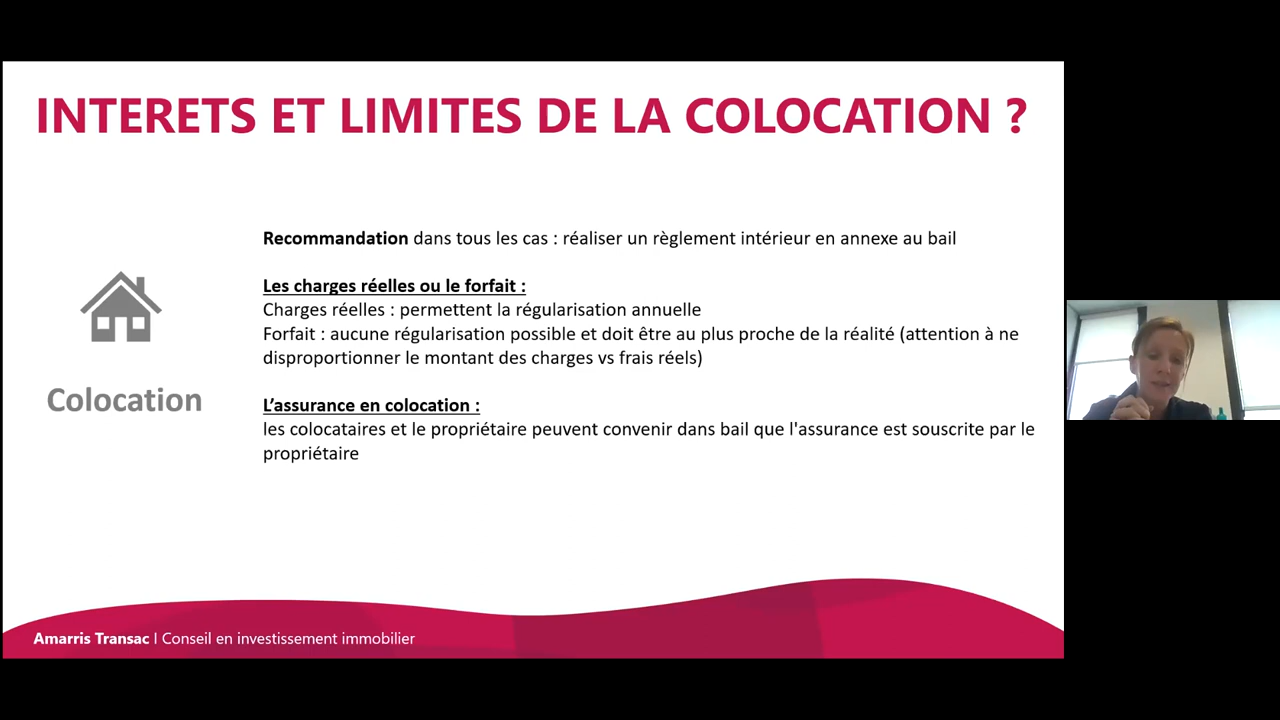 INTERETS ET LIMITES DE LA COLOCATION ?
Recommandation dans tous les cas : réaliser un règlement intérieur en annexe au bail
Les charges réelles ou le forfait :
Charges réelles : permettent la régularisation annuelle
Forfait : aucune régularisation possible et doit être au plus proche de la réalité (attention à ne
disproportionner le montant des charges vs frais réels)
Colocation
L’assurance en colocation :
les colocataires et le propriétaire peuvent convenir dans bail que l'assurance est souscrite par le
propriétaire
Amarris Transac l Conseil en investissement immobilier